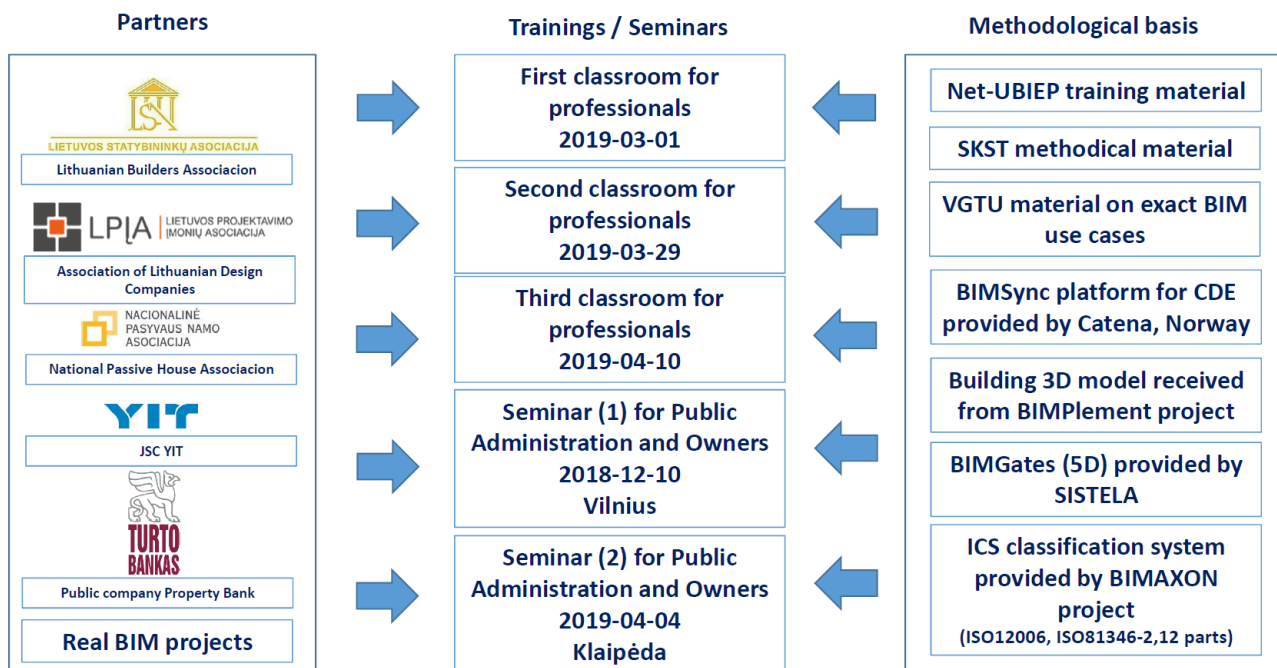 Partners
LSA
LIETUVOS STATYBININKŲ ASOCIACIJA
Lithuanian Builders Associacion
LPĮA
LIETUVOS PROJEKTAVIMO
ĮMONIŲ ASOCIACIJA
Association of Lithuanian Design
Companies
NACIONALINĖ
PASYVAUS NAMO
ASOCIACIJA
National Passive House Associacion
YIT
JSC YIT
TURTO
BANKAS
Public company Property Bank
Real BIM projects
Trainings / Seminars
First classroom for
professionals
2019-03-01
Second classroom for
professionals
2019-03-29
Third classroom for
professionals
2019-04-10
Seminar (1) for Public
Administration and Owners
2018-12-10
Vilnius
Seminar (2) for Public
Administration and Owners
2019-04-04
Klaipėda
Methodological basis
Net-UBIEP training material
SKST methodical material
VGTU material on exact BIM
use cases
BIMSync platform for CDE
provided by Catena, Norway
Building 3D model received
from BIMPlement project
BIMGates (5D) provided by
SISTELA
ICS classification system
provided by BIMAXON
project
(ISO12006, ISO81346-2,12 parts)